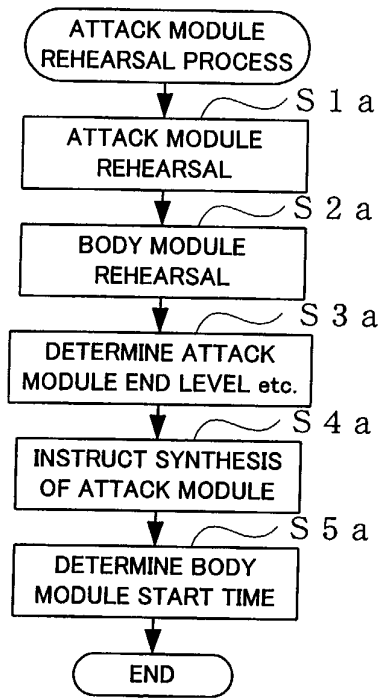 ATTACK MODULE
REHEARSAL PROCESS
S 1 a
ATTACK MODULE
REHEARSAL
S 2 a
BODY MODULE
REHEARSAL
S 3 a
DETERMINE ATTACK
MODULE END LEVEL etc.
S 4 a
INSTRUCT SYNTHESIS
OF ATTACK MODULE
S 5 a
DETERMINE BODY
MODULE START TIME
END